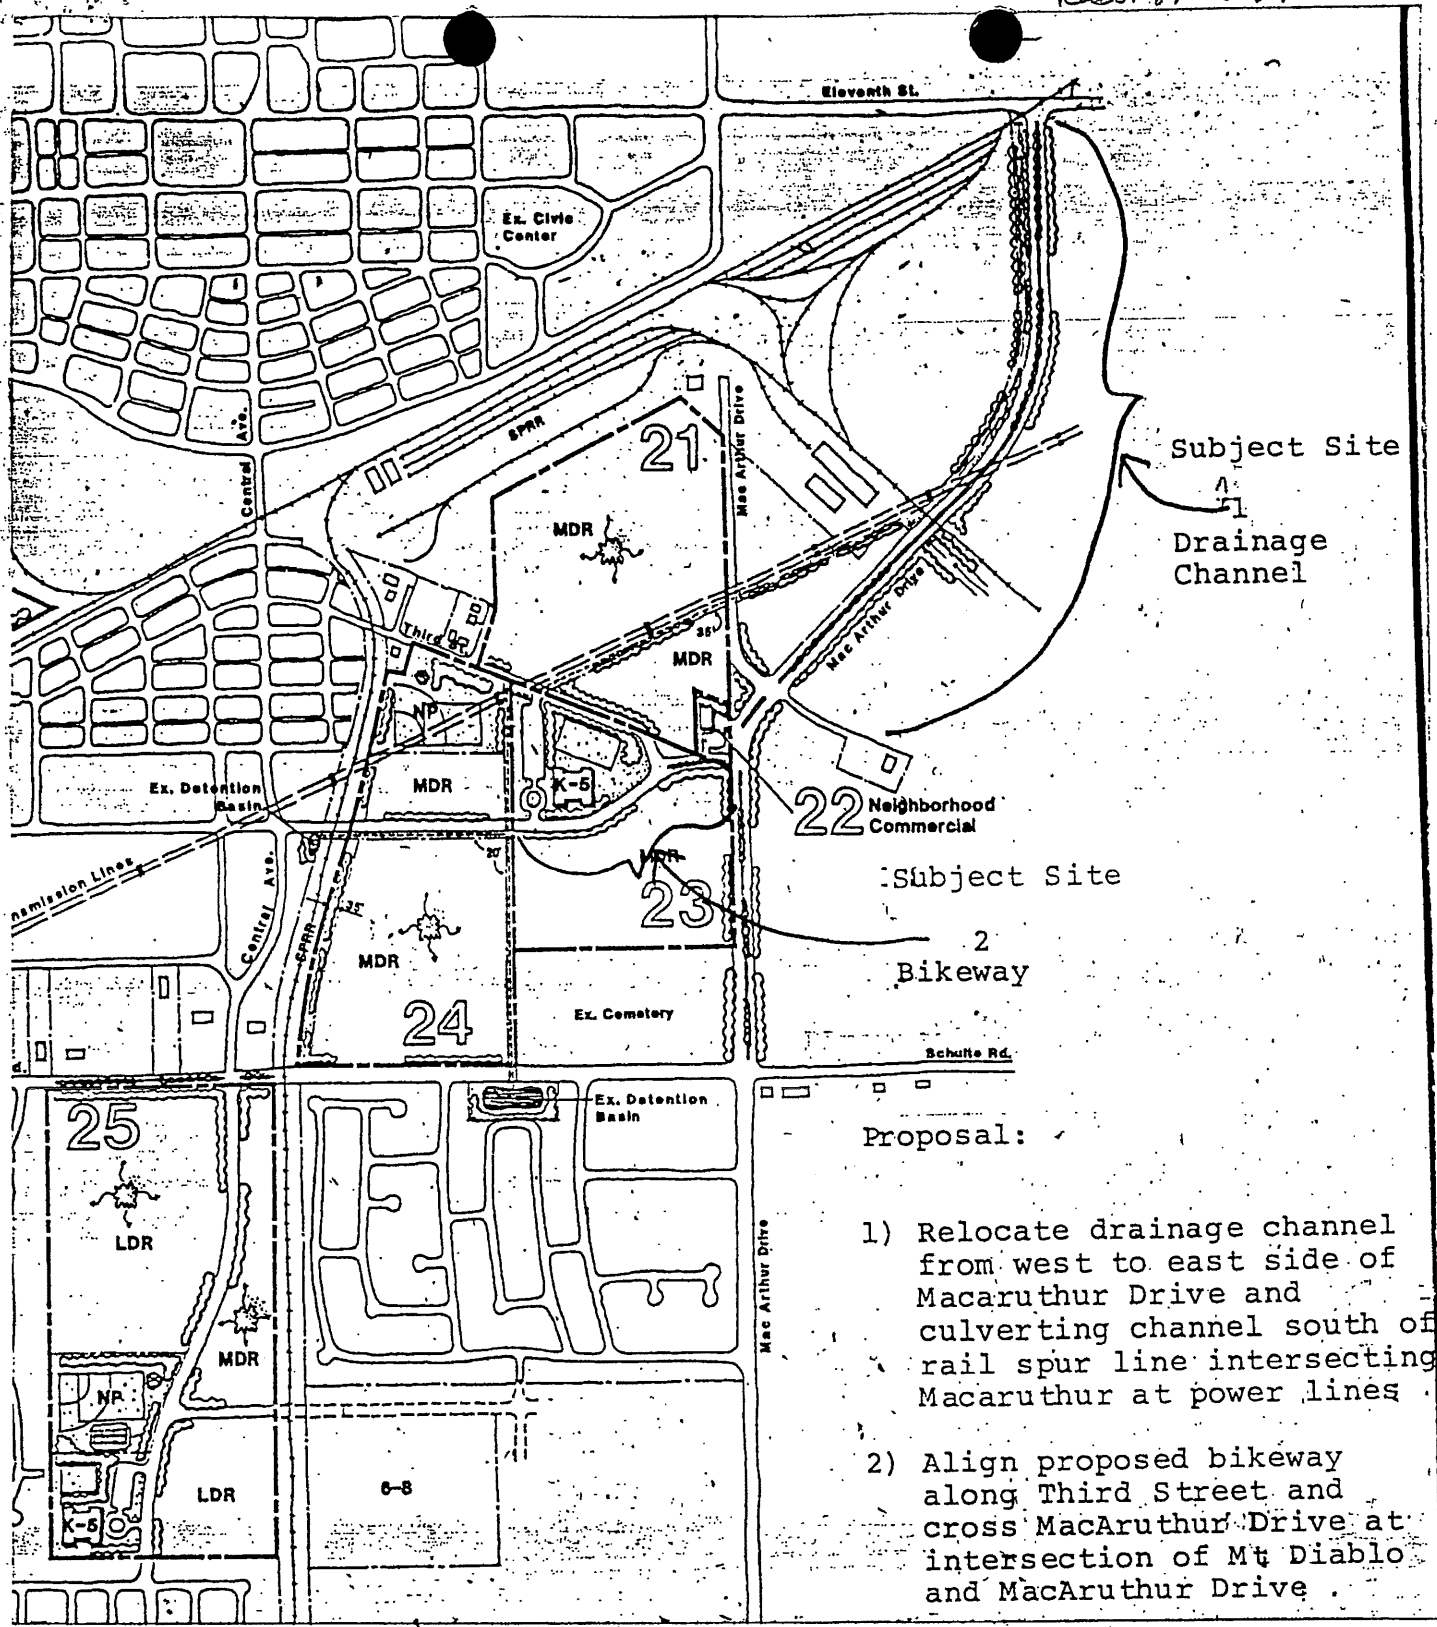 Eleventh St.
Ex. Civic
Center
Central Ave.
SPRR
21
Mac Arthur Drive
MDR
Subject Site
1
Drainage
Channel
Third St.
35'
MDR
Mac Arthur Drive
NP
MDR
K-5
Ex. Detention
Basin
22 Neighborhood
Commercial
20'
MDR
23
Subject Site
2
Bikeway
Central Ave.
SPRR
35'
MDR
24
Ex. Cemetery
Schulte Rd.
25
Ex. Detention
Basin
LDR
MDR
Mac Arthur Drive
NP
LDR
K-5
6-8
Proposal:
1) Relocate drainage channel
from west to east side of
Macaruthur Drive and
culverting channel south of
rail spur line intersecting
Macaruthur at power lines
2) Align proposed bikeway
along Third Street and
cross MacAruthur Drive at
intersection of Mt Diablo
and MacAruthur Drive .